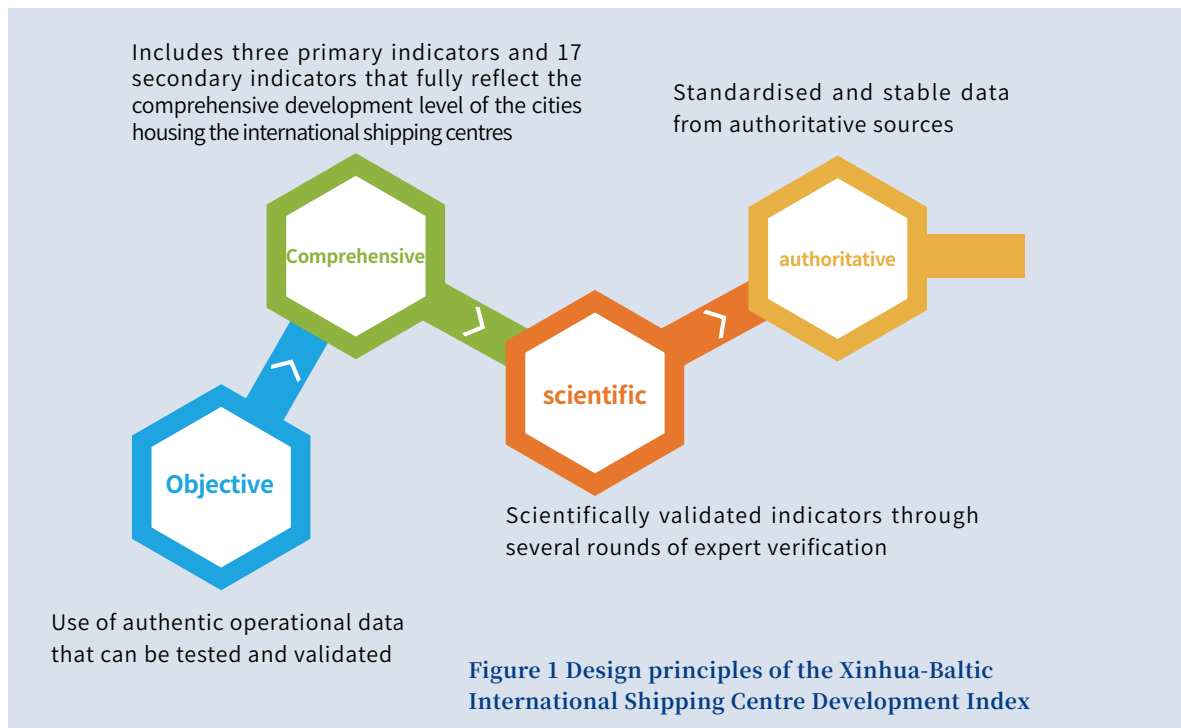 Includes three primary indicators and 17
secondary indicators that fully reflect the
comprehensive development level of the cities
housing the international shipping centres
Standardised and stable data
from authoritative sources
Comprehensive
authoritative
scientific
Objective
Scientifically validated indicators through
several rounds of expert verification
Use of authentic operational data
that can be tested and validated
Figure 1 Design principles of the Xinhua-Baltic
International Shipping Centre Development Index